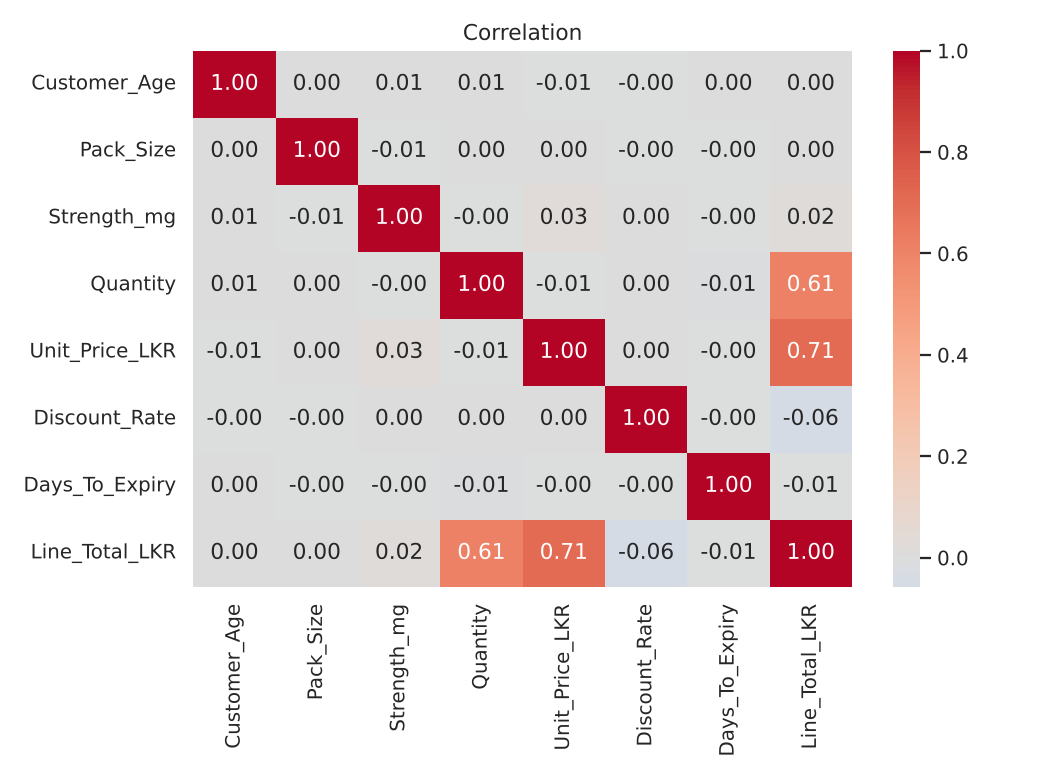 Correlation
Customer_Age 1.00 0.00 0.01 0.01 -0.01 -0.00 0.00 0.00
Pack_Size 0.00 1.00 -0.01 0.00 0.00 -0.00 -0.00 0.00
Strength_mg 0.01 -0.01 1.00 -0.00 0.03 0.00 -0.00 0.02
Quantity 0.01 0.00 -0.00 1.00 -0.01 0.00 -0.01 0.61
Unit_Price_LKR -0.01 0.00 0.03 -0.01 1.00 0.00 -0.00 0.71
Discount_Rate -0.00 -0.00 0.00 0.00 0.00 1.00 -0.00 -0.06
Days_To_Expiry 0.00 -0.00 -0.00 -0.01 -0.00 -0.00 1.00 -0.01
Line_Total_LKR 0.00 0.00 0.02 0.61 0.71 -0.06 -0.01 1.00
Customer_Age
Pack_Size
Strength_mg
Quantity
Unit_Price_LKR
Discount_Rate
Days_To_Expiry
Line_Total_LKR
1.0
0.8
0.6
0.4
0.2
0.0